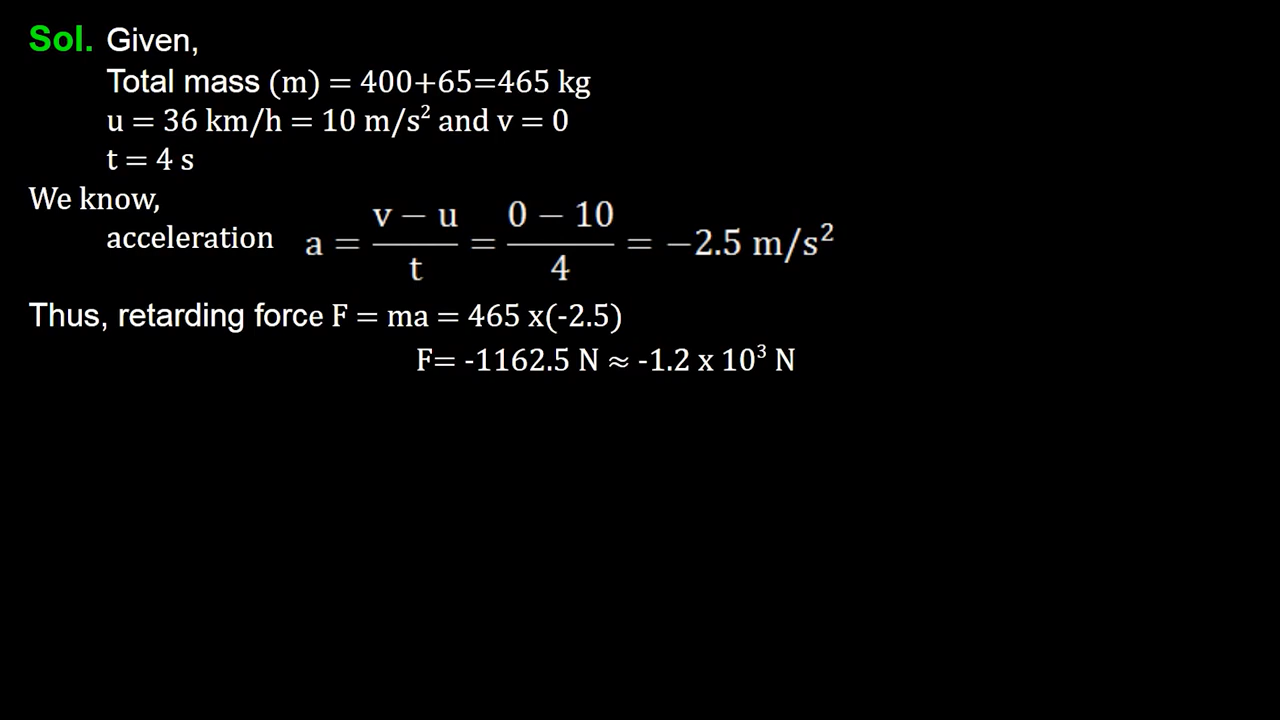 Sol. Given,
Total mass (m) = 400+65=465 kg
u = 36 km/h = 10 m/s² and v = 0
t = 4 s
We know,
acceleration a = (v − u)/t = (0 − 10)/4 = −2.5 m/s²
Thus, retarding force F = ma = 465 x(-2.5)
F= -1162.5 N ≈ -1.2 x 10³ N